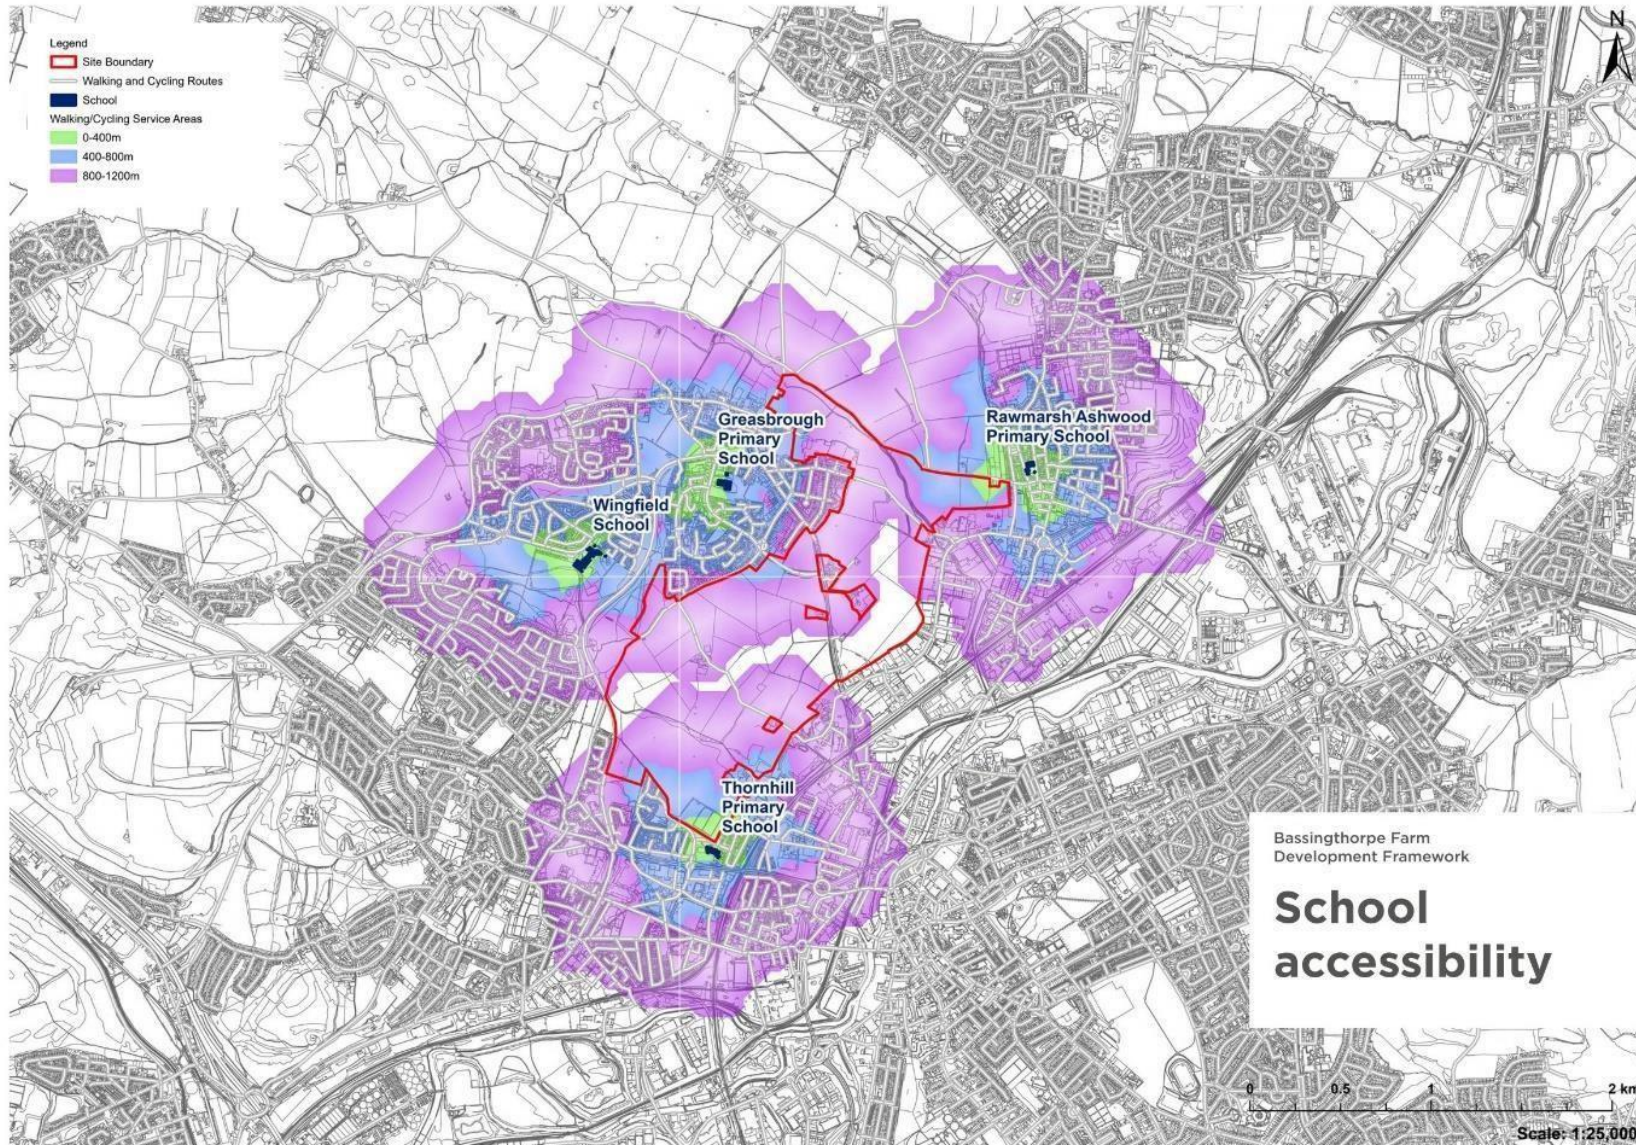 Legend
Site Boundary
Walking and Cycling Routes
School
Walking/Cycling Service Areas
0-400m
400-800m
800-1200m
N
Greasbrough
Primary
School
Rawmarsh Ashwood
Primary School
Wingfield
School
Thornhill
Primary
School
Bassingthorpe Farm
Development Framework
School
accessibility
0 0.5 1 2 km
Scale: 1:25,000